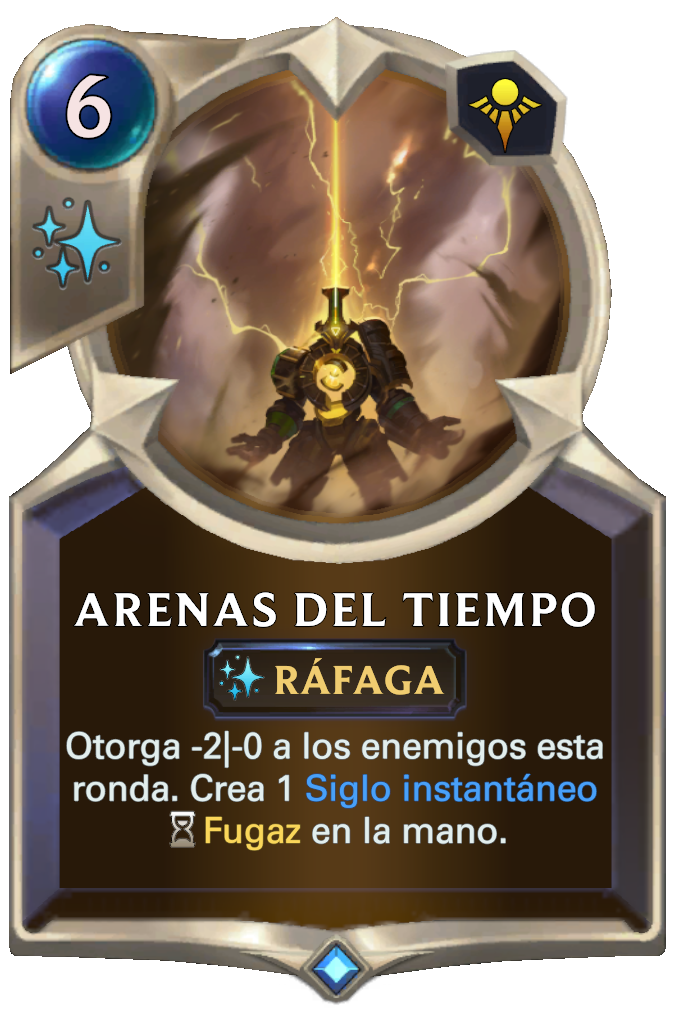 6
ARENAS DEL TIEMPO
RÁFAGA
Otorga -2|-0 a los enemigos esta
ronda. Crea 1 Siglo instantáneo
Fugaz en la mano.